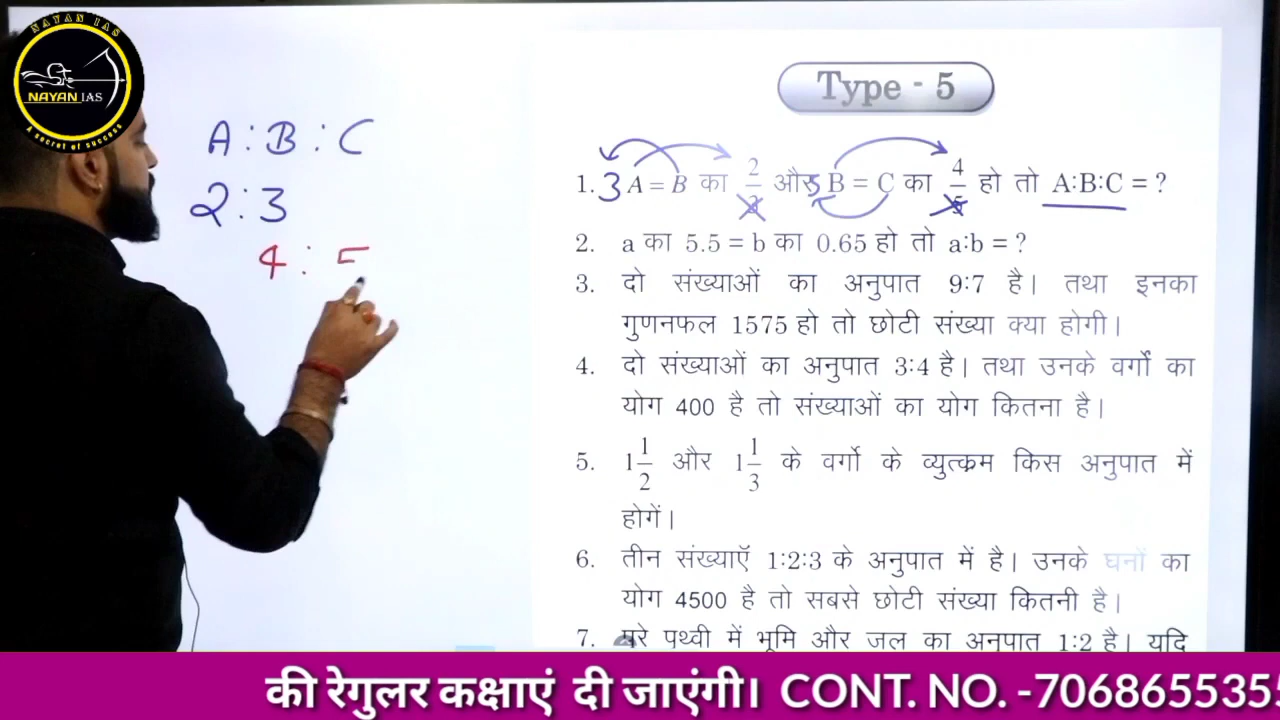 NAYAN IAS
NAYAN IAS
A secret of success
A : B : C
2 : 3
4 : 5
Type - 5
1. 3 A = B का 2/3 और 5 B = C का 4/5 हो तो A:B:C = ?
2. a का 5.5 = b का 0.65 हो तो a:b = ?
3. दो संख्याओं का अनुपात 9:7 है। तथा इनका
गुणनफल 1575 हो तो छोटी संख्या क्या होगी।
4. दो संख्याओं का अनुपात 3:4 है। तथा उनके वर्गों का
योग 400 है तो संख्याओं का योग कितना है।
5. 1 1/2 और 1 1/3 के वर्गो के व्युत्क्रम किस अनुपात में
होगें।
6. तीन संख्याऍ 1:2:3 के अनुपात में है। उनके घनों का
योग 4500 है तो सबसे छोटी संख्या कितनी है।
7. पूरे पृथ्वी में भूमि और जल का अनुपात 1:2 है। यदि
की रेगुलर कक्षाएं दी जाएंगी। CONT. NO. -7068655355